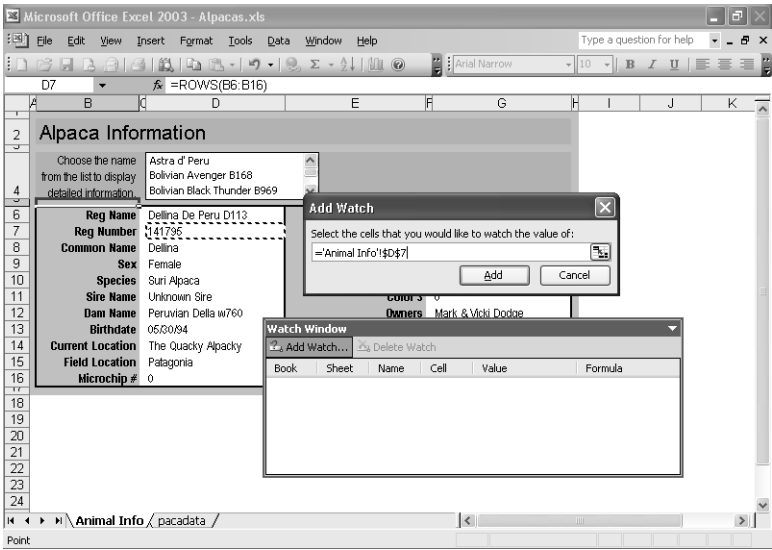 Microsoft Office Excel 2003 - Alpacas.xls
File Edit View Insert Format Tools Data Window Help
Type a question for help
Arial Narrow 10 B I U
D7 fx =ROWS(B6:B16)
A B C D E F G H I J K
2 Alpaca Information
Choose the name Astra d' Peru
from the list to display Bolivian Avenger B168
4 detailed information. Bolivian Black Thunder B969
6 Reg Name Dellina De Peru D113
7 Reg Number 141795
8 Common Name Dellina
9 Sex Female
10 Species Suri Alpaca
11 Sire Name Unknown Sire Color 3 0
12 Dam Name Peruvian Della w760 Owners Mark & Vicki Dodge
13 Birthdate 05/30/94
14 Current Location The Quacky Alpacky
15 Field Location Patagonia
16 Microchip # 0
17
18
19
20
21
22
23
24
Add Watch
Select the cells that you would like to watch the value of:
='Animal Info'!$D$7
Add Cancel
Watch Window
Add Watch... Delete Watch
Book Sheet Name Cell Value Formula
Animal Info pacadata
Point